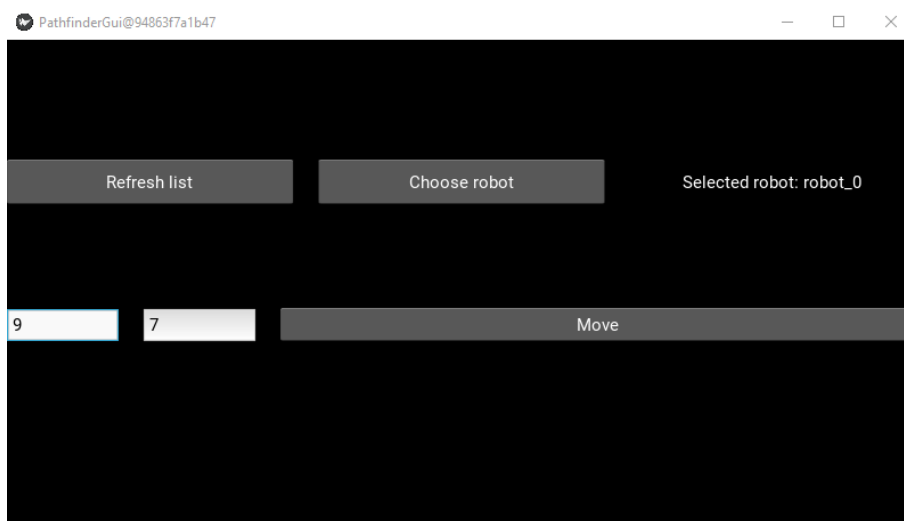 PathfinderGui@94863f7a1b47
Refresh list Choose robot Selected robot: robot_0
9 7 Move